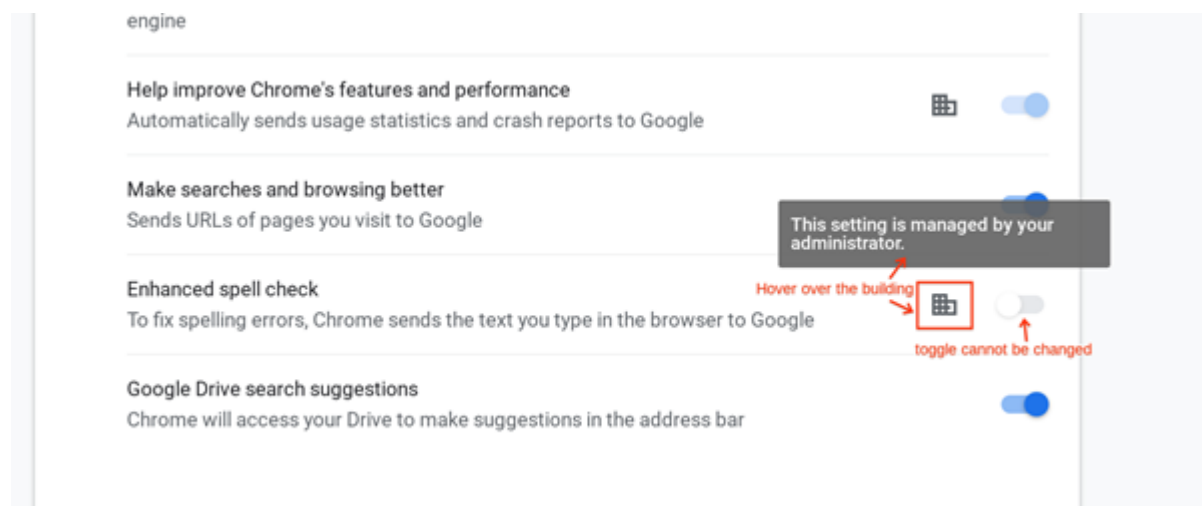 engine
Help improve Chrome's features and performance
Automatically sends usage statistics and crash reports to Google
Make searches and browsing better
Sends URLs of pages you visit to Google
This setting is managed by your
administrator.
Enhanced spell check
Hover over the building
To fix spelling errors, Chrome sends the text you type in the browser to Google
toggle cannot be changed
Google Drive search suggestions
Chrome will access your Drive to make suggestions in the address bar